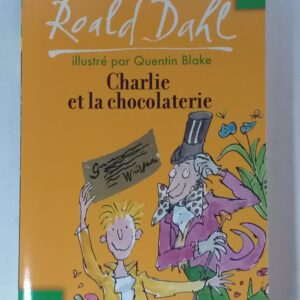 Roald Dahl
illustré par Quentin Blake
Charlie
et la chocolaterie